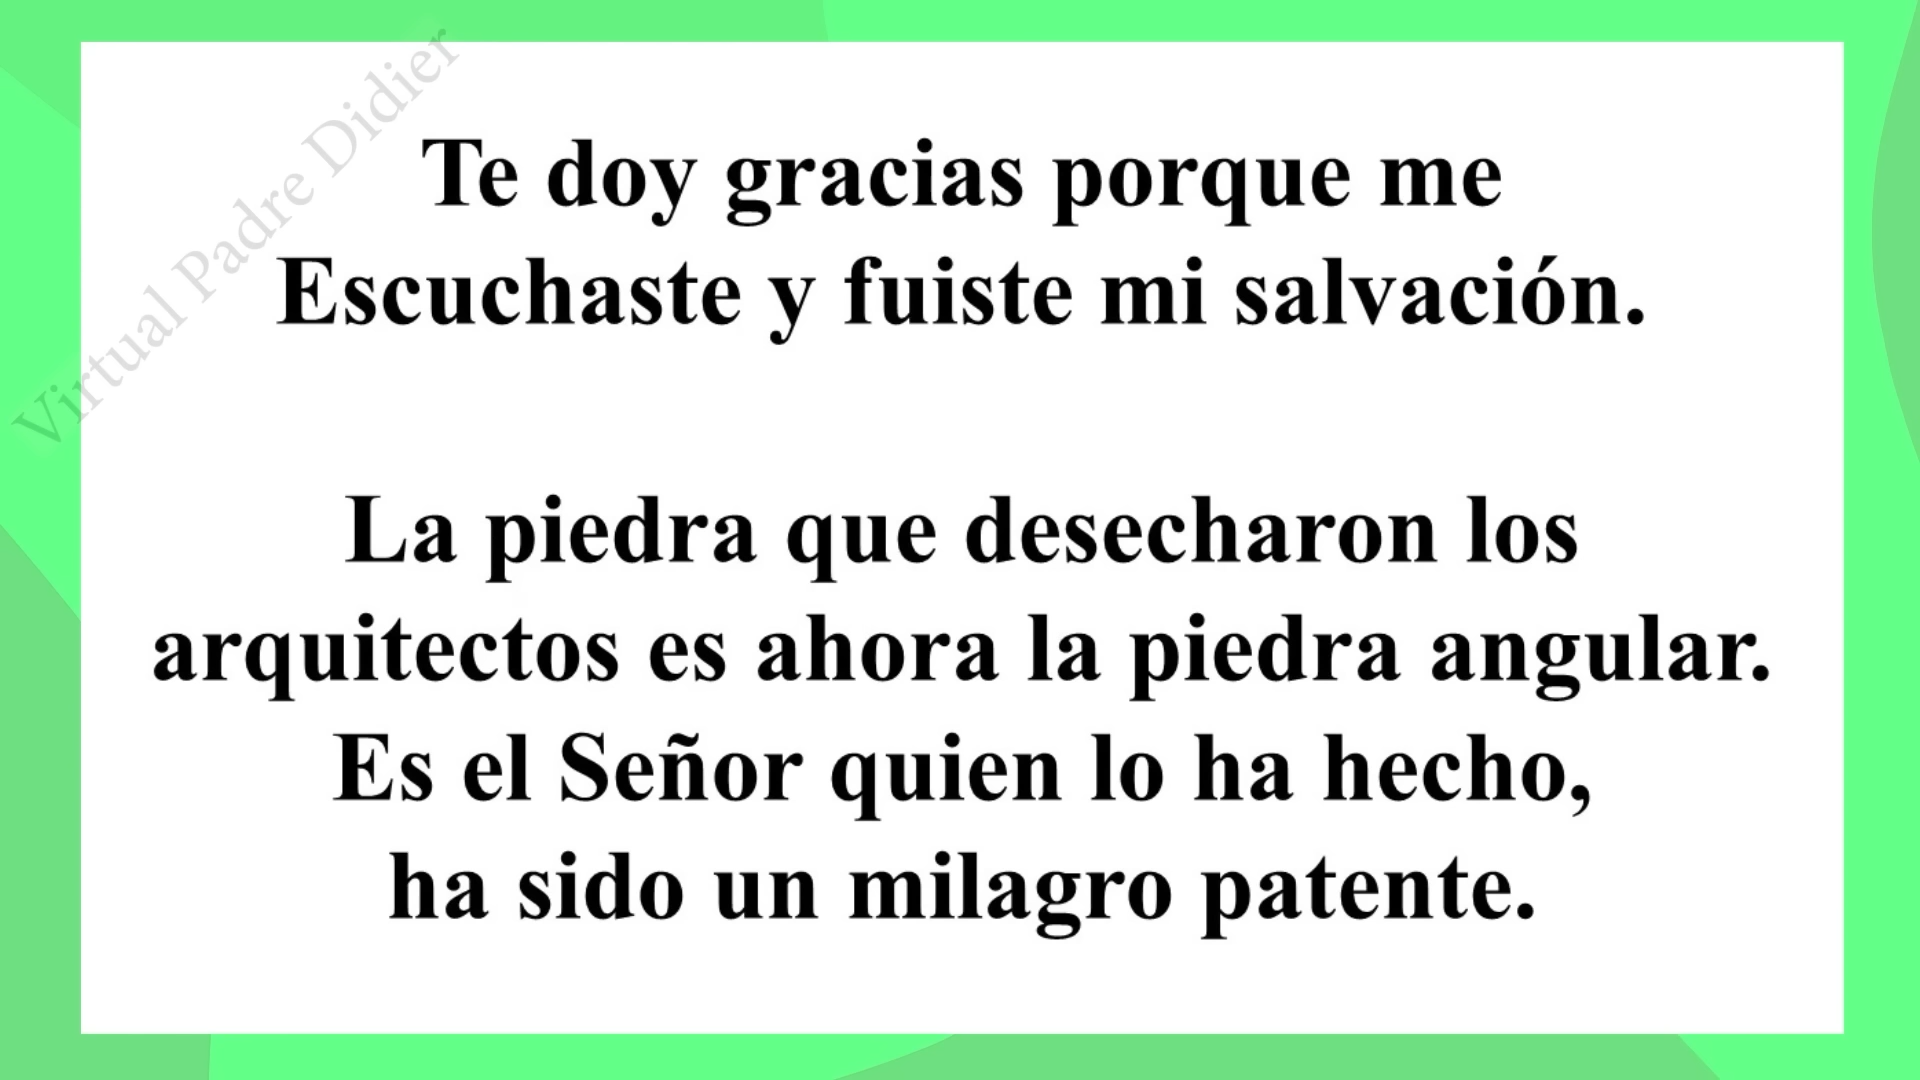 Virtual Padre Didier
Te doy gracias porque me
Escuchaste y fuiste mi salvación.
La piedra que desecharon los
arquitectos es ahora la piedra angular.
Es el Señor quien lo ha hecho,
ha sido un milagro patente.